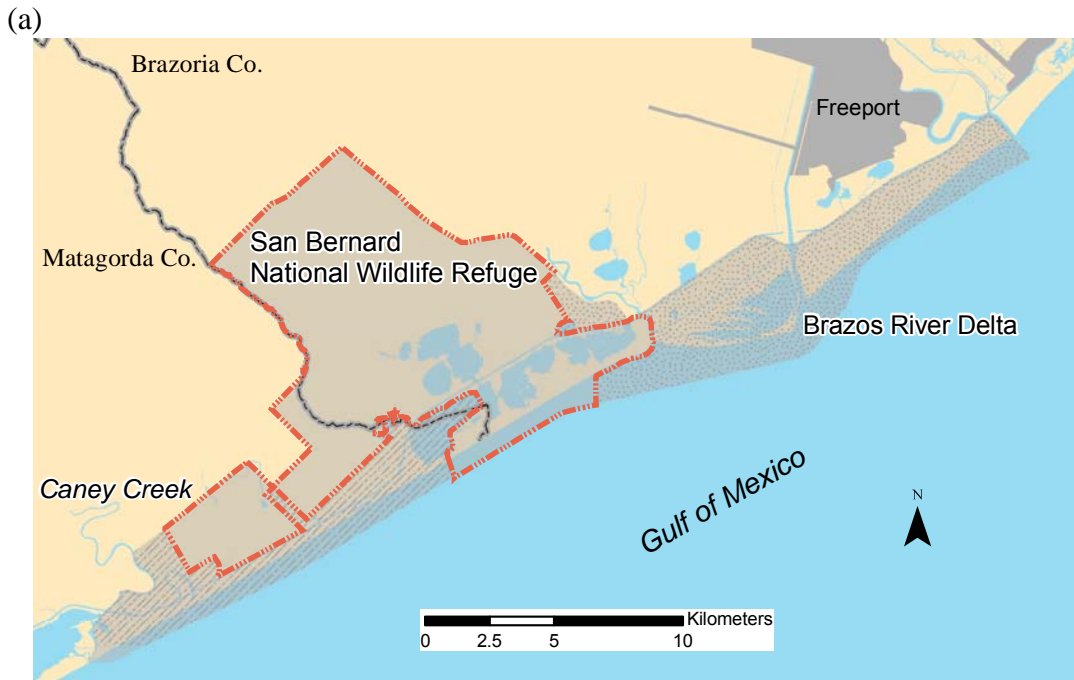 (a)
Brazoria Co.
Freeport
San Bernard
National Wildlife Refuge
Matagorda Co.
Brazos River Delta
Caney Creek
Gulf of Mexico
N
Kilometers
0 2.5 5 10